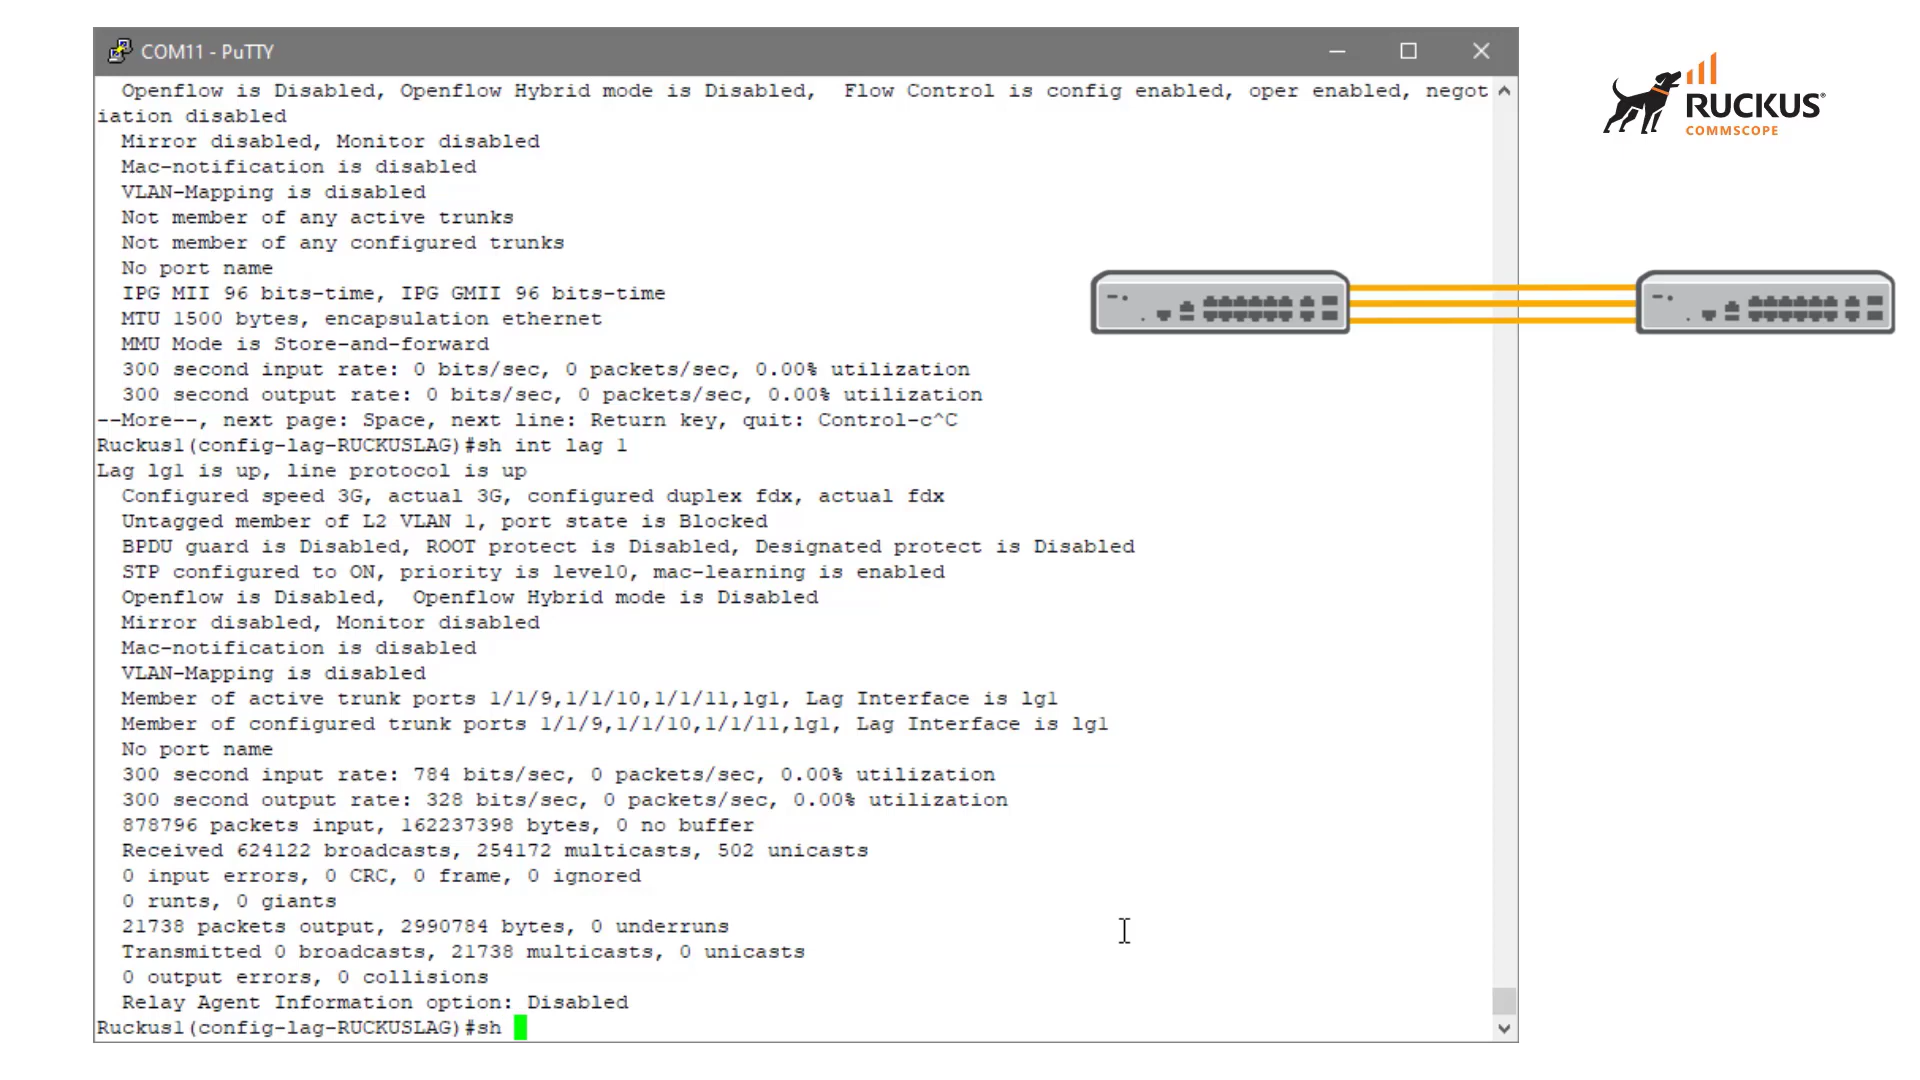 COM11 - PuTTY
Openflow is Disabled, Openflow Hybrid mode is Disabled,  Flow Control is config enabled, oper enabled, negot
iation disabled
Mirror disabled, Monitor disabled
Mac-notification is disabled
VLAN-Mapping is disabled
Not member of any active trunks
Not member of any configured trunks
No port name
IPG MII 96 bits-time, IPG GMII 96 bits-time
MTU 1500 bytes, encapsulation ethernet
MMU Mode is Store-and-forward
300 second input rate: 0 bits/sec, 0 packets/sec, 0.00% utilization
300 second output rate: 0 bits/sec, 0 packets/sec, 0.00% utilization
--More--, next page: Space, next line: Return key, quit: Control-c^C
Ruckus1(config-lag-RUCKUSLAG)#sh int lag 1
Lag lg1 is up, line protocol is up
Configured speed 3G, actual 3G, configured duplex fdx, actual fdx
Untagged member of L2 VLAN 1, port state is Blocked
BPDU guard is Disabled, ROOT protect is Disabled, Designated protect is Disabled
STP configured to ON, priority is level0, mac-learning is enabled
Openflow is Disabled,  Openflow Hybrid mode is Disabled
Mirror disabled, Monitor disabled
Mac-notification is disabled
VLAN-Mapping is disabled
Member of active trunk ports 1/1/9,1/1/10,1/1/11,lg1, Lag Interface is lg1
Member of configured trunk ports 1/1/9,1/1/10,1/1/11,lg1, Lag Interface is lg1
No port name
300 second input rate: 784 bits/sec, 0 packets/sec, 0.00% utilization
300 second output rate: 328 bits/sec, 0 packets/sec, 0.00% utilization
878796 packets input, 162237398 bytes, 0 no buffer
Received 624122 broadcasts, 254172 multicasts, 502 unicasts
0 input errors, 0 CRC, 0 frame, 0 ignored
0 runts, 0 giants
21738 packets output, 2990784 bytes, 0 underruns
Transmitted 0 broadcasts, 21738 multicasts, 0 unicasts
0 output errors, 0 collisions
Relay Agent Information option: Disabled
Ruckus1(config-lag-RUCKUSLAG)#sh
RUCKUS®
COMMSCOPE